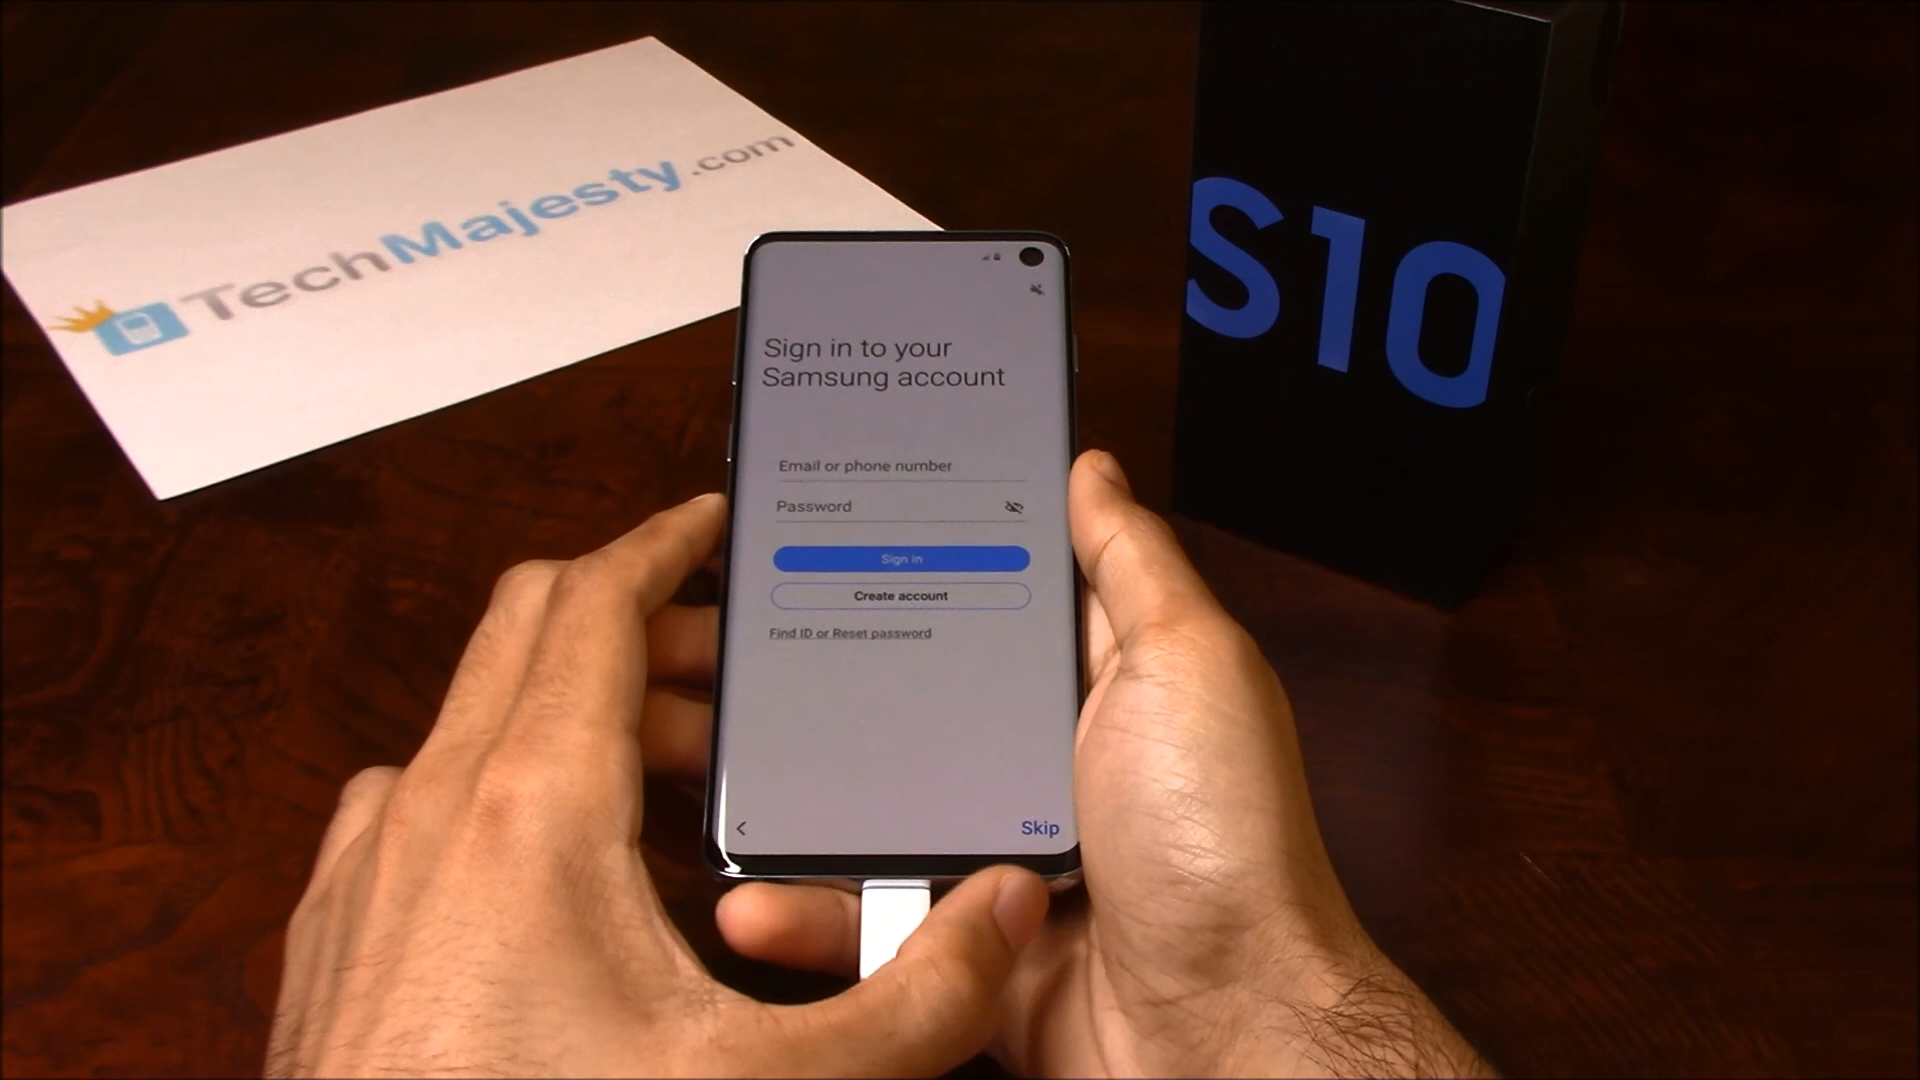 TechMajesty.com
S10
Sign in to your
Samsung account
Email or phone number
Password
Sign in
Create account
Find ID or Reset password
Skip